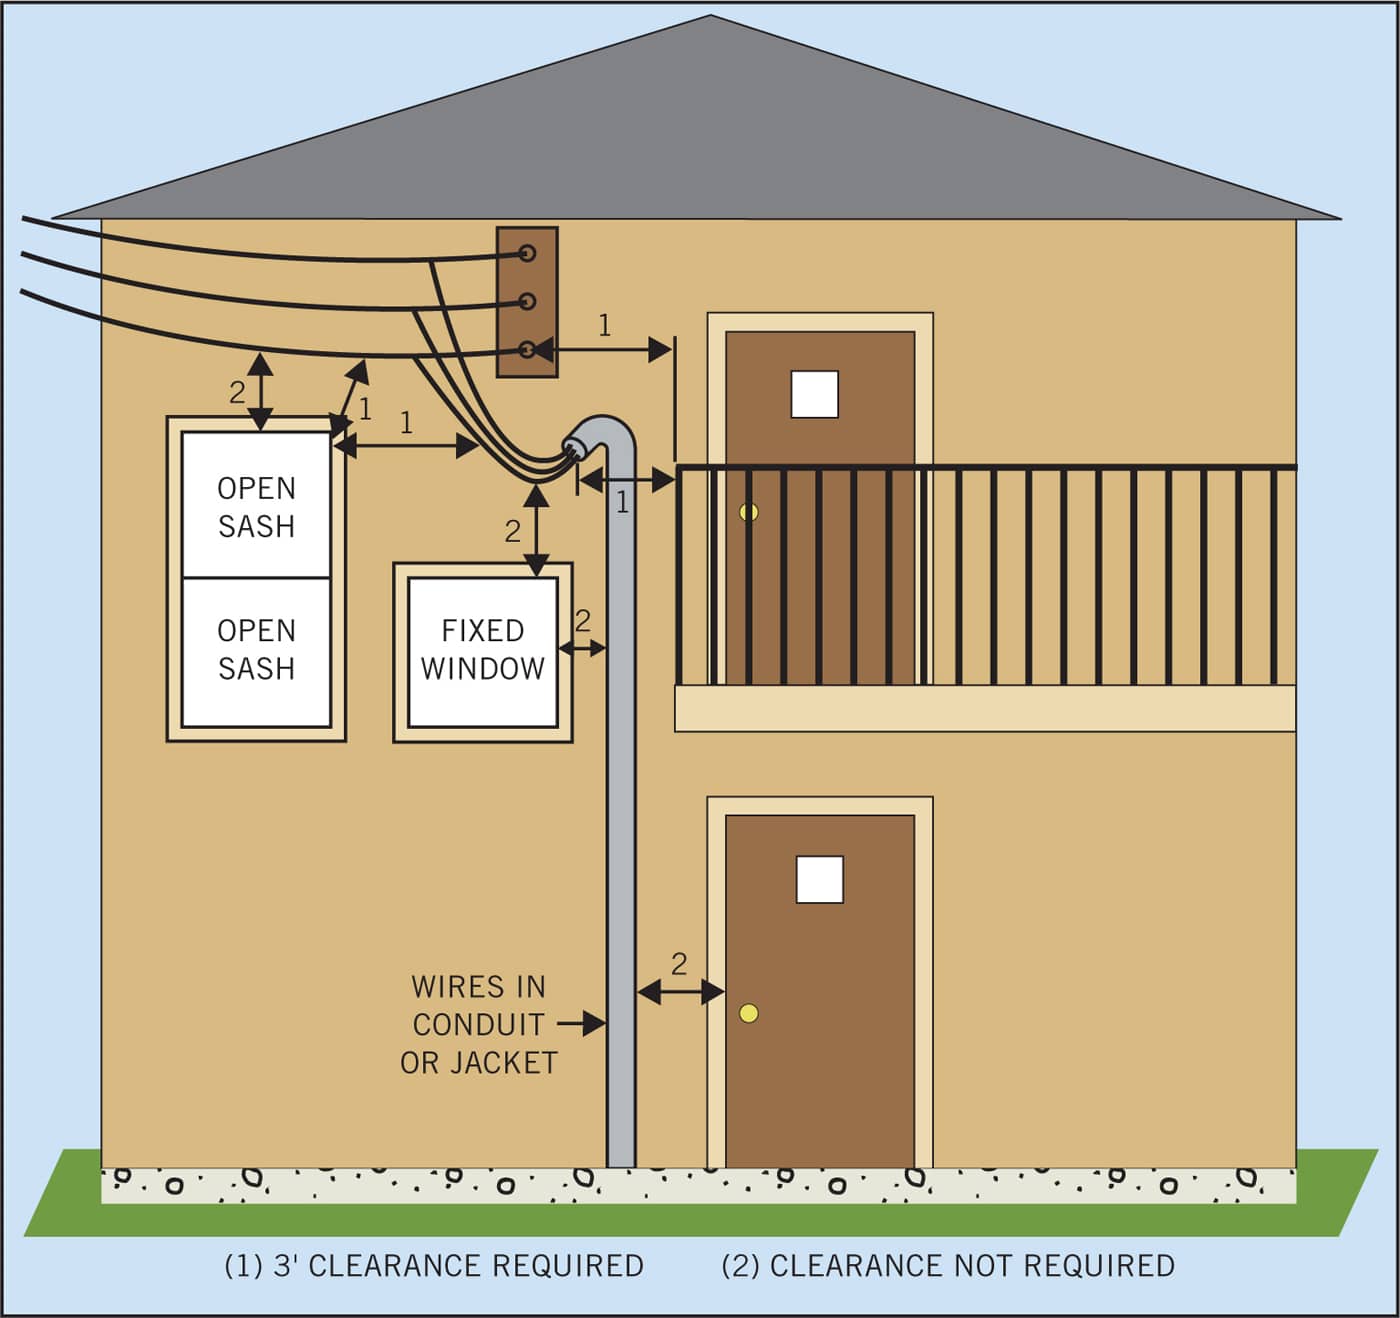 1
2
1
1
OPEN
SASH
1
2
OPEN
SASH
FIXED
WINDOW
2
2
WIRES IN
CONDUIT
OR JACKET
(1) 3' CLEARANCE REQUIRED
(2) CLEARANCE NOT REQUIRED